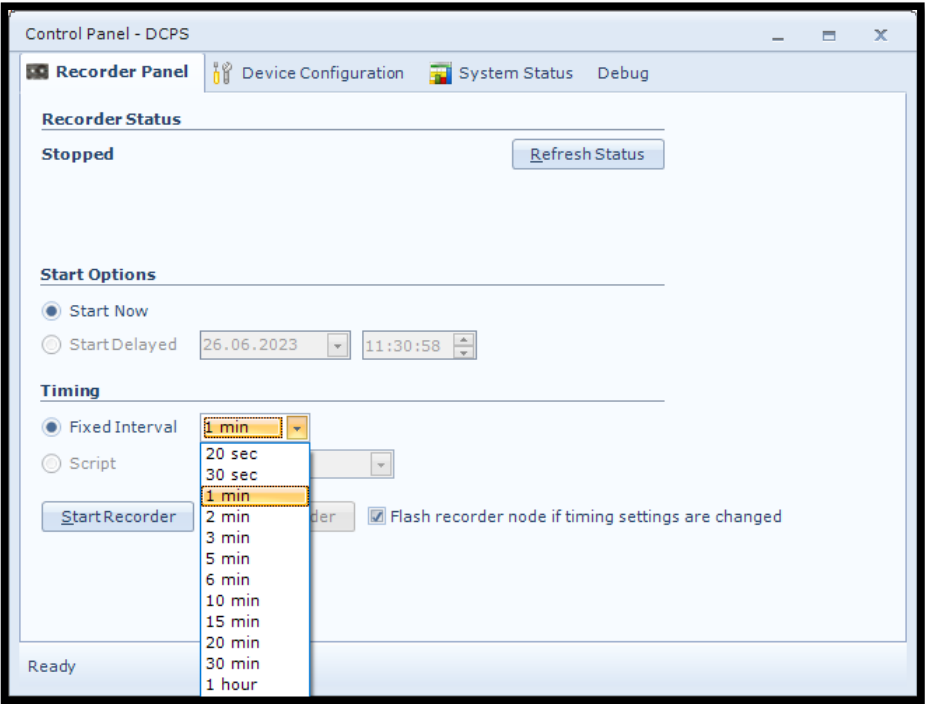 Control Panel - DCPS
Recorder Panel Device Configuration System Status Debug
Recorder Status
Stopped Refresh Status
Start Options
Start Now
Start Delayed 26.06.2023 11:30:58
Timing
Fixed Interval 1 min
Script
20 sec
30 sec
1 min
2 min
3 min
5 min
6 min
10 min
15 min
20 min
30 min
1 hour
Start Recorder Flash recorder node if timing settings are changed
Ready